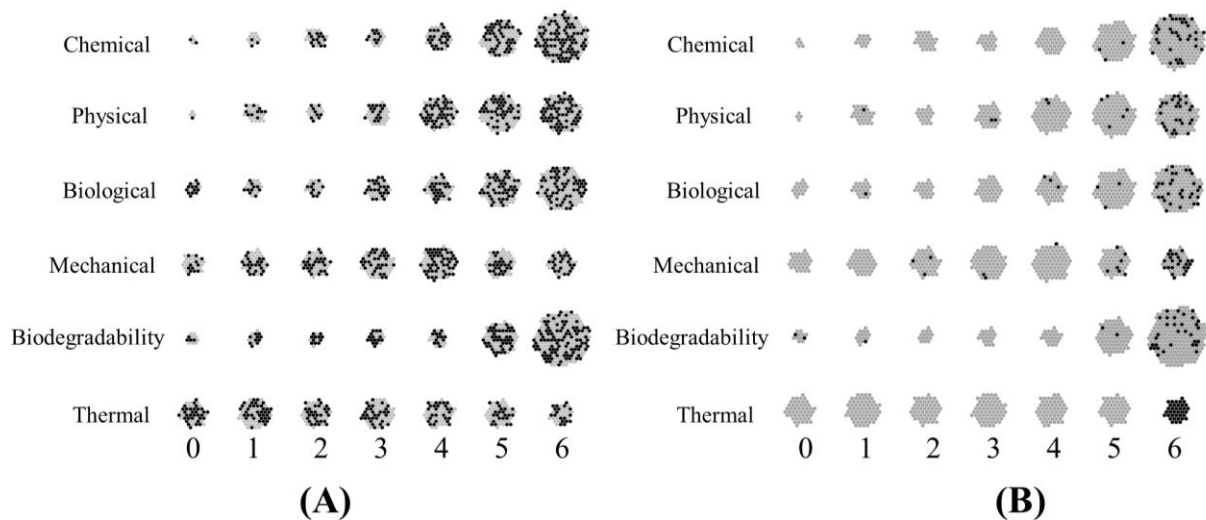 Chemical
Physical
Biological
Mechanical
Biodegradability
Thermal
0 1 2 3 4 5 6
(A)
Chemical
Physical
Biological
Mechanical
Biodegradability
Thermal
0 1 2 3 4 5 6
(B)